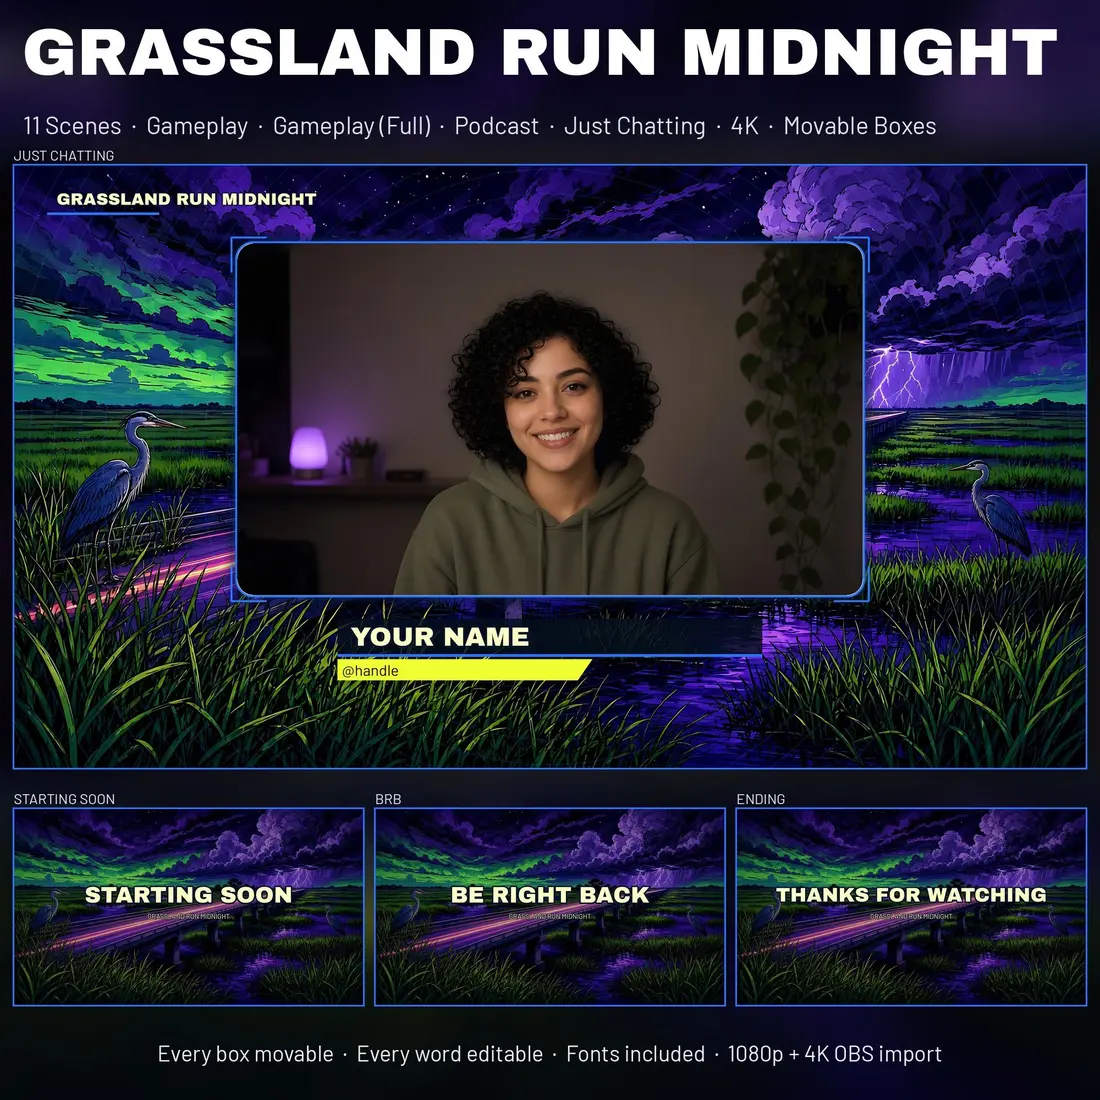 GRASSLAND RUN MIDNIGHT
11 Scenes · Gameplay · Gameplay (Full) · Podcast · Just Chatting · 4K · Movable Boxes
JUST CHATTING
GRASSLAND RUN MIDNIGHT
YOUR NAME
@handle
STARTING SOON
BRB
ENDING
STARTING SOON
GRASSLAND RUN MIDNIGHT
BE RIGHT BACK
GRASSLAND RUN MIDNIGHT
THANKS FOR WATCHING
GRASSLAND RUN MIDNIGHT
Every box movable · Every word editable · Fonts included · 1080p + 4K OBS import